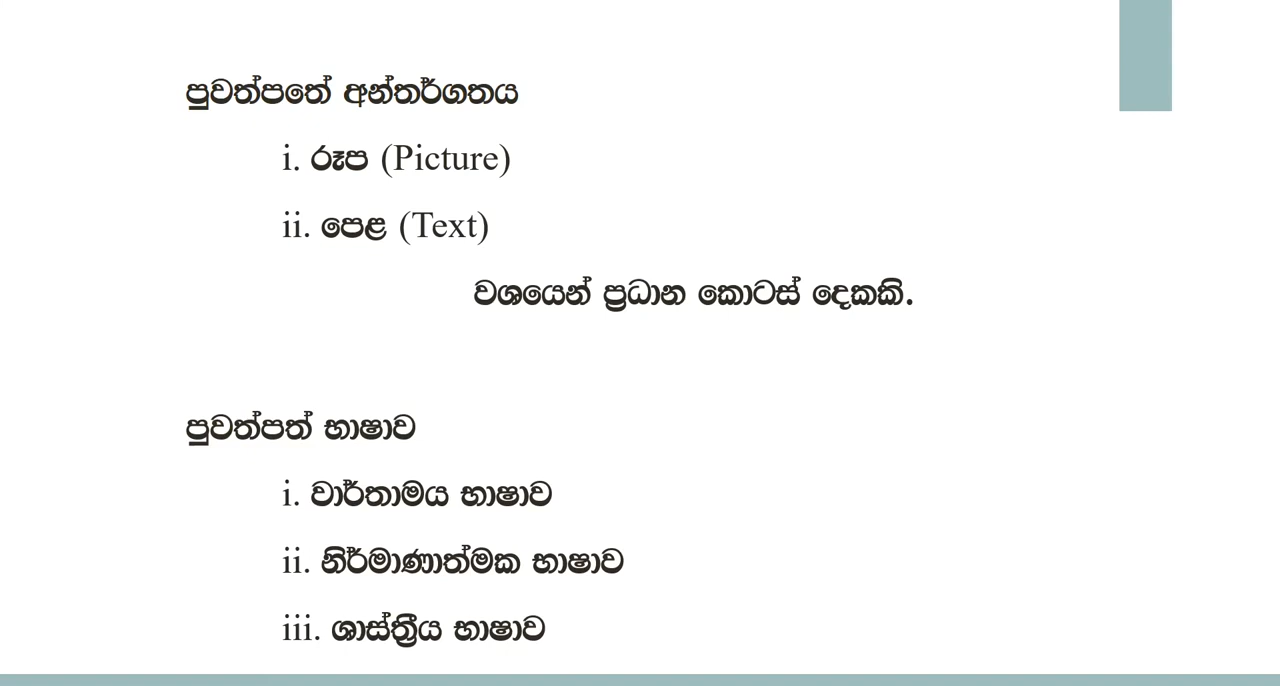 පුවත්පතේ අන්තර්ගතය
i. රූප (Picture)
ii. පෙළ (Text)
වශයෙන් ප්‍රධාන කොටස් දෙකකි.
පුවත්පත් භාෂාව
i. වාර්තාමය භාෂාව
ii. නිර්මාණාත්මක භාෂාව
iii. ශාස්ත්‍රීය භාෂාව